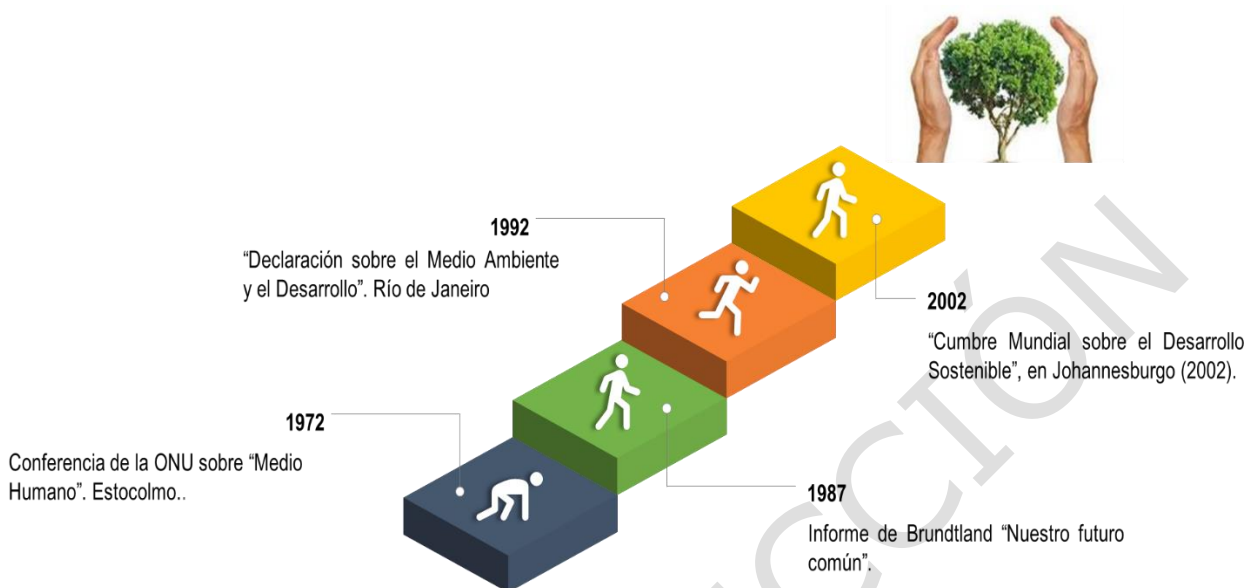 1992
“Declaración sobre el Medio Ambiente
y el Desarrollo”. Río de Janeiro
2002
“Cumbre Mundial sobre el Desarrollo
Sostenible”, en Johannesburgo (2002).
1972
Conferencia de la ONU sobre “Medio
Humano”. Estocolmo..
1987
Informe de Brundtland “Nuestro futuro
común”.
CCIÓN